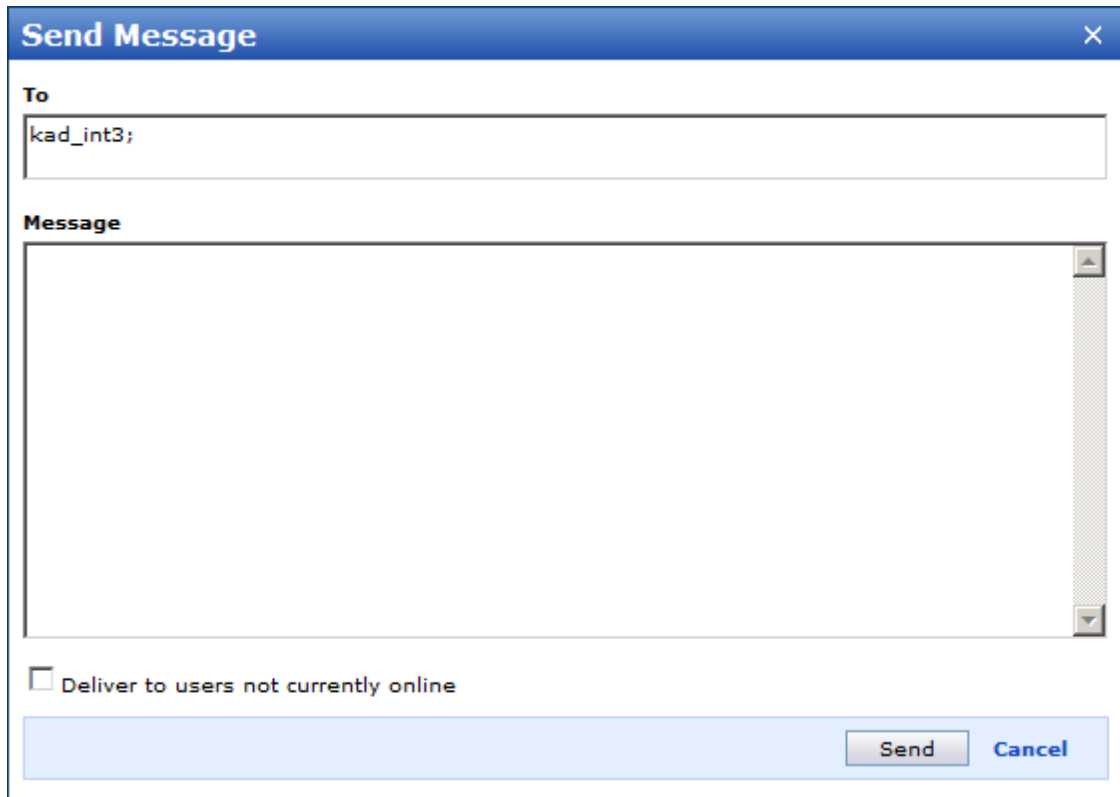 Send Message
To
kad_int3;
Message
Deliver to users not currently online
Send Cancel